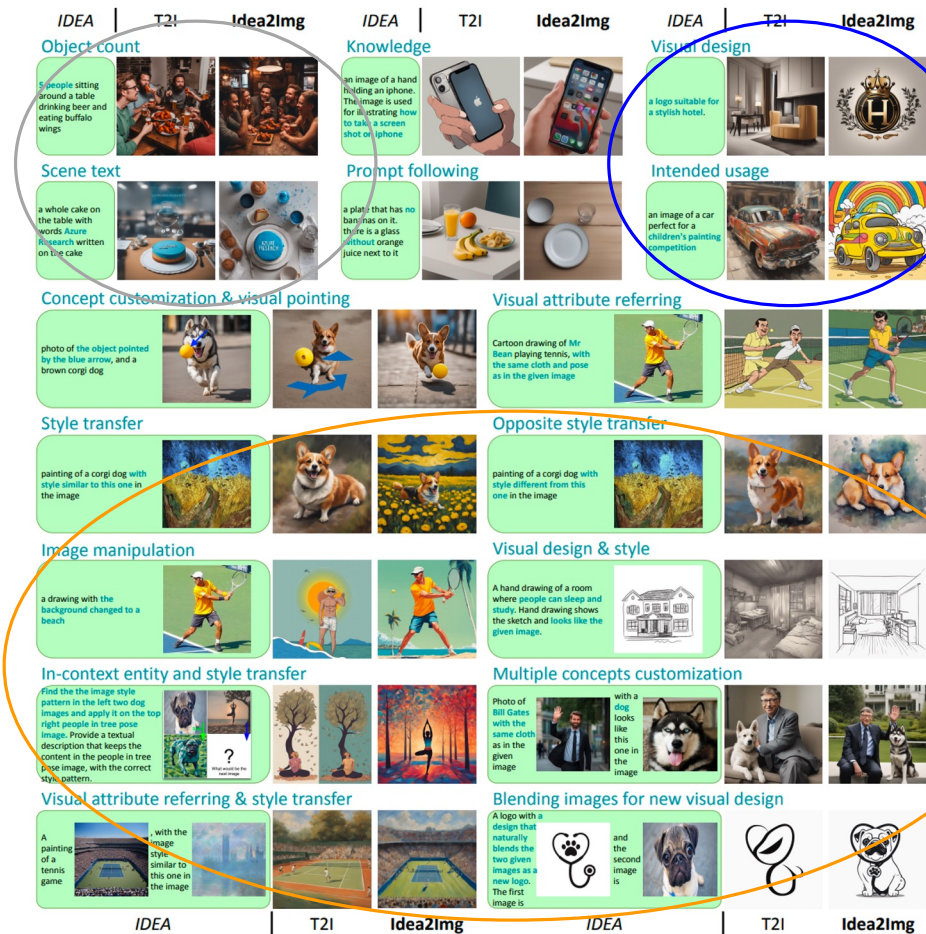 IDEA T2I Idea2Img IDEA T2I Idea2Img IDEA T2I Idea2Img
Object count
5 people sitting
around a table
drinking beer and
eating buffalo
wings
Knowledge
an image of a hand
holding an iphone.
The image is used
for illustrating how
to take a screen
shot on iphone
Visual design
a logo suitable for
a stylish hotel.
H
Scene text
a whole cake on
the table with
words Azure
Research written
on the cake
AZURE
Prompt following
a plate that has no
bananas on it.
there is a glass
without orange
juice next to it
Intended usage
an image of a car
perfect for a
children's painting
competition
Concept customization & visual pointing
photo of the object pointed
by the blue arrow, and a
brown corgi dog
Visual attribute referring
Cartoon drawing of Mr
Bean playing tennis, with
the same cloth and pose
as in the given image
Style transfer
painting of a corgi dog with
style similar to this one in
the image
Opposite style transfer
painting of a corgi dog with
style different from this
one in the image
Image manipulation
a drawing with the
background changed to a
beach
Visual design & style
A hand drawing of a room
where people can sleep and
study. Hand drawing shows
the sketch and looks like the
given image.
In-context entity and style transfer
Find the the image style
pattern in the left two dog
images and apply it on the top
right people in tree pose
image. Provide a textual
description that keeps the
content in the people in tree
pose image, with the correct
style pattern.
?
What would be the
next image
Multiple concepts customization
Photo of
Bill Gates
with the
same cloth
as in the
given
image
with a
dog
looks
like
this
one in
the
image
Visual attribute referring & style transfer
A
painting
of a
tennis
game
, with the
image
style
similar to
this one in
the image
Blending images for new visual design
A logo with a
design that
naturally
blends the
two given
images as a
new logo.
The first
image is
and
the
second
image
is
IDEA T2I Idea2Img IDEA T2I Idea2Img